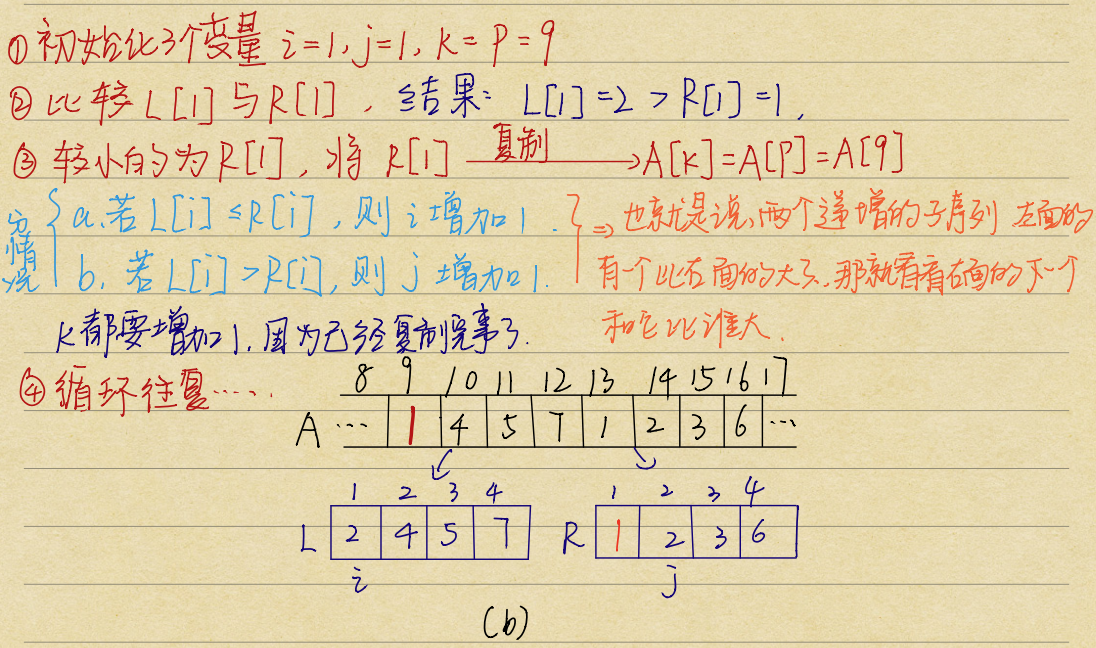 ① 初始化3个变量 i=1, j=1, K=P=9
② 比较 L[1] 与 R[1], 结果: L[1]=2 > R[1]=1,
③ 较小的为 R[1], 将 R[1] 复制 → A[K]=A[P]=A[9]
分情况
a. 若 L[i] ≤ R[i], 则 i 增加 1.
b. 若 L[i] > R[i], 则 j 增加 1.
⇒ 也就是说, 两个递增的子序列 左面的
有一个比右面的大了, 那就看看右面的下一个
和它比谁大.
K 都要增加 1, 因为已经复制完事了.
④ 循环往复 ....
8 9 10 11 12 13 14 15 16 17
A ... 1 4 5 7 1 2 3 6 ...
1 2 3 4
L 2 4 5 7
i
1 2 3 4
R 1 2 3 6
j
(b)